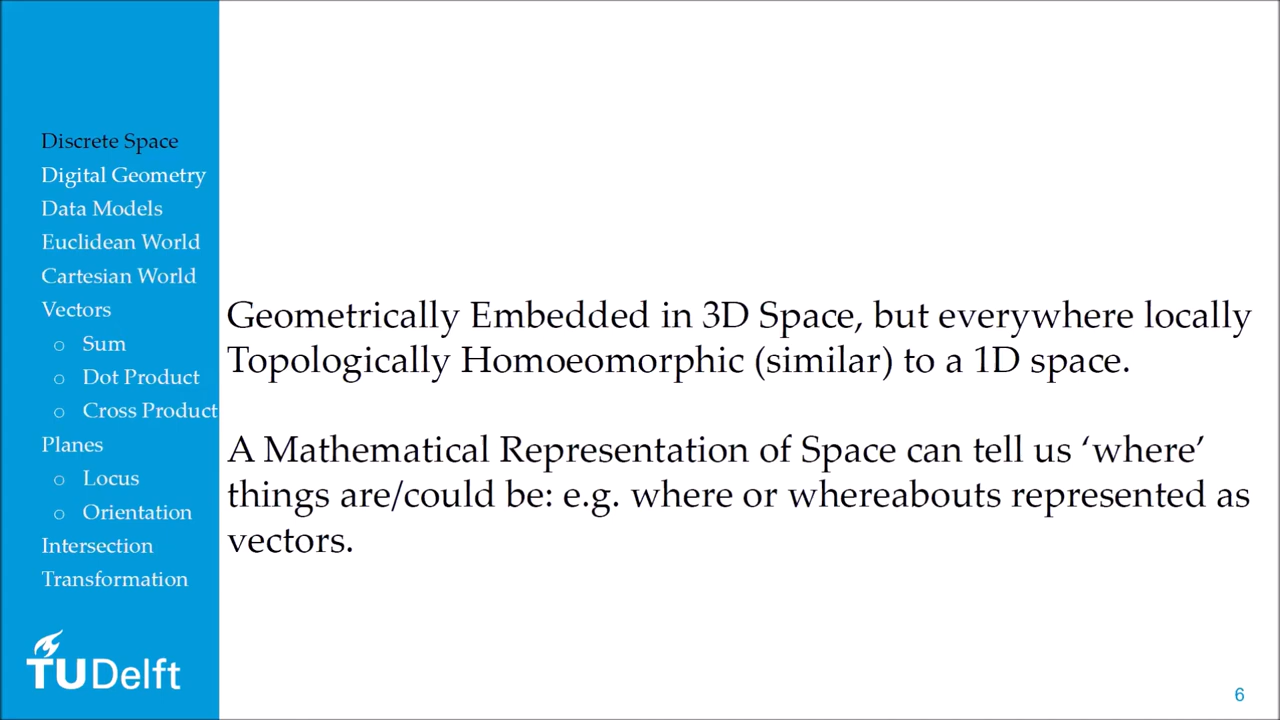 Discrete Space
Digital Geometry
Data Models
Euclidean World
Cartesian World
Vectors
○ Sum
○ Dot Product
○ Cross Product
Planes
○ Locus
○ Orientation
Intersection
Transformation
TUDelft
Geometrically Embedded in 3D Space, but everywhere locally
Topologically Homoeomorphic (similar) to a 1D space.
A Mathematical Representation of Space can tell us ‘where’
things are/could be: e.g. where or whereabouts represented as
vectors.
6